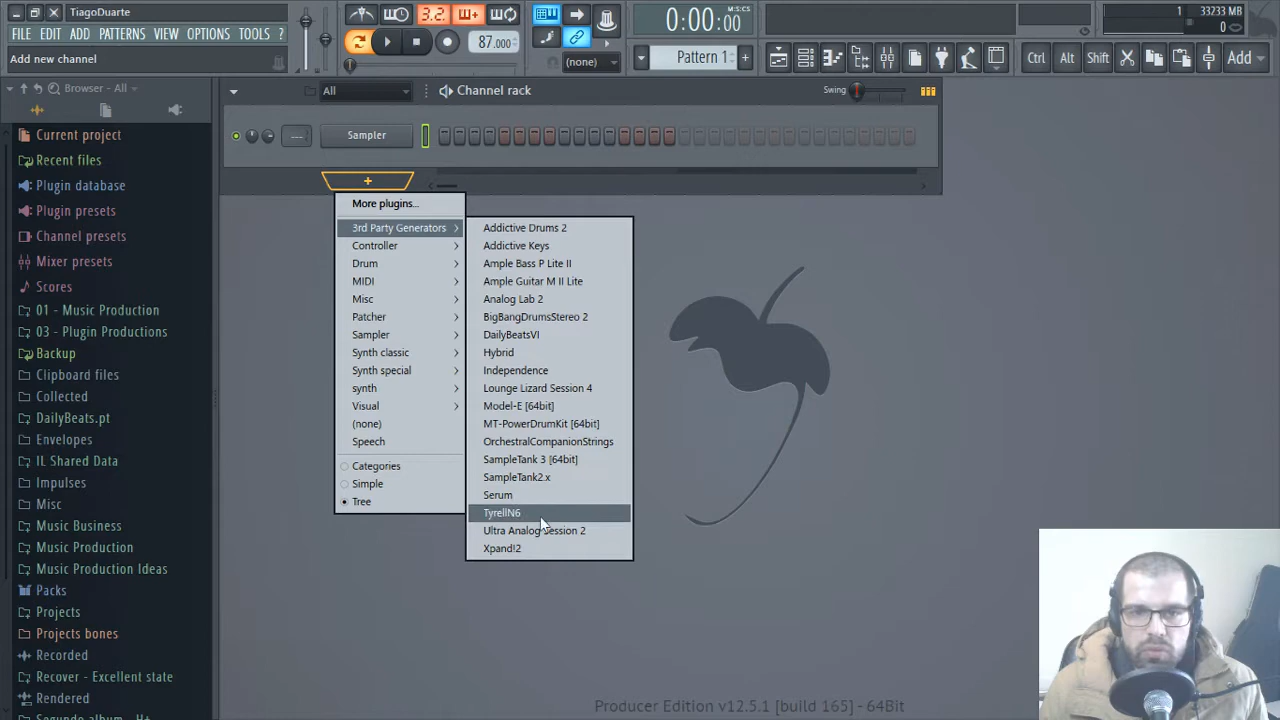 TiagoDuarte
FILE EDIT ADD PATTERNS VIEW OPTIONS TOOLS ?
Add new channel
3.2.
87.000
0:00:00
M:S:CS
(none)
Pattern 1
1
33233 MB
0
Ctrl Alt Shift Add
Browser - All
Current project
Recent files
Plugin database
Plugin presets
Channel presets
Mixer presets
Scores
01 - Music Production
03 - Plugin Productions
Backup
Clipboard files
Collected
DailyBeats.pt
Envelopes
IL Shared Data
Impulses
Misc
Music Business
Music Production
Music Production Ideas
Packs
Projects
Projects bones
Recorded
Recover - Excellent state
Rendered
All
Channel rack
Swing
---
Sampler
+
More plugins...
3rd Party Generators
Controller
Drum
MIDI
Misc
Patcher
Sampler
Synth classic
Synth special
synth
Visual
(none)
Speech
Categories
Simple
Tree
Addictive Drums 2
Addictive Keys
Ample Bass P Lite II
Ample Guitar M II Lite
Analog Lab 2
BigBangDrumsStereo 2
DailyBeatsVI
Hybrid
Independence
Lounge Lizard Session 4
Model-E [64bit]
MT-PowerDrumKit [64bit]
OrchestralCompanionStrings
SampleTank 3 [64bit]
SampleTank2.x
Serum
TyrellN6
Ultra Analog Session 2
Xpand!2
Producer Edition v12.5.1 [build 165] - 64Bit